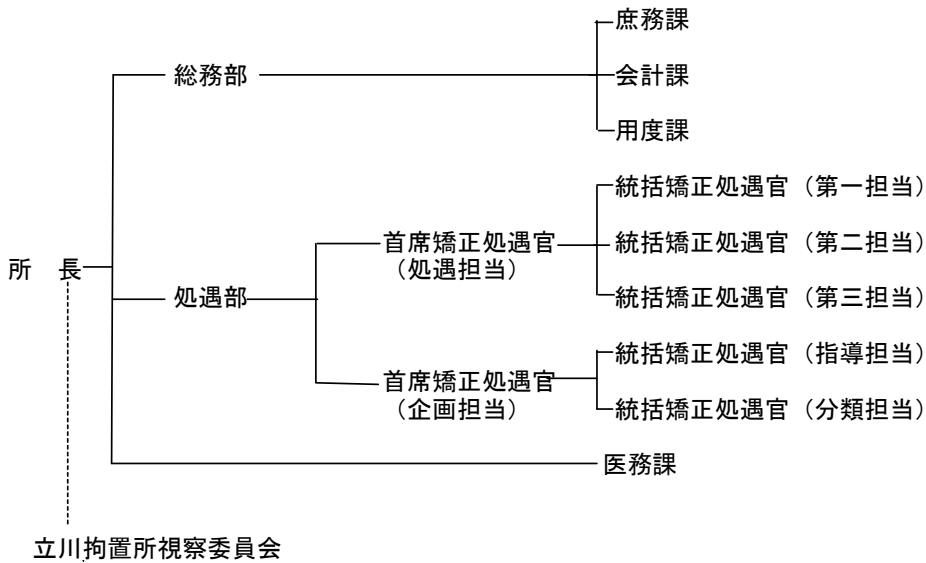 庶務課
総務部
会計課
用度課
統括矯正処遇官（第一担当）
首席矯正処遇官
（処遇担当）
統括矯正処遇官（第二担当）
所　長
処遇部
統括矯正処遇官（第三担当）
統括矯正処遇官（指導担当）
首席矯正処遇官
（企画担当）
統括矯正処遇官（分類担当）
医務課
立川拘置所視察委員会